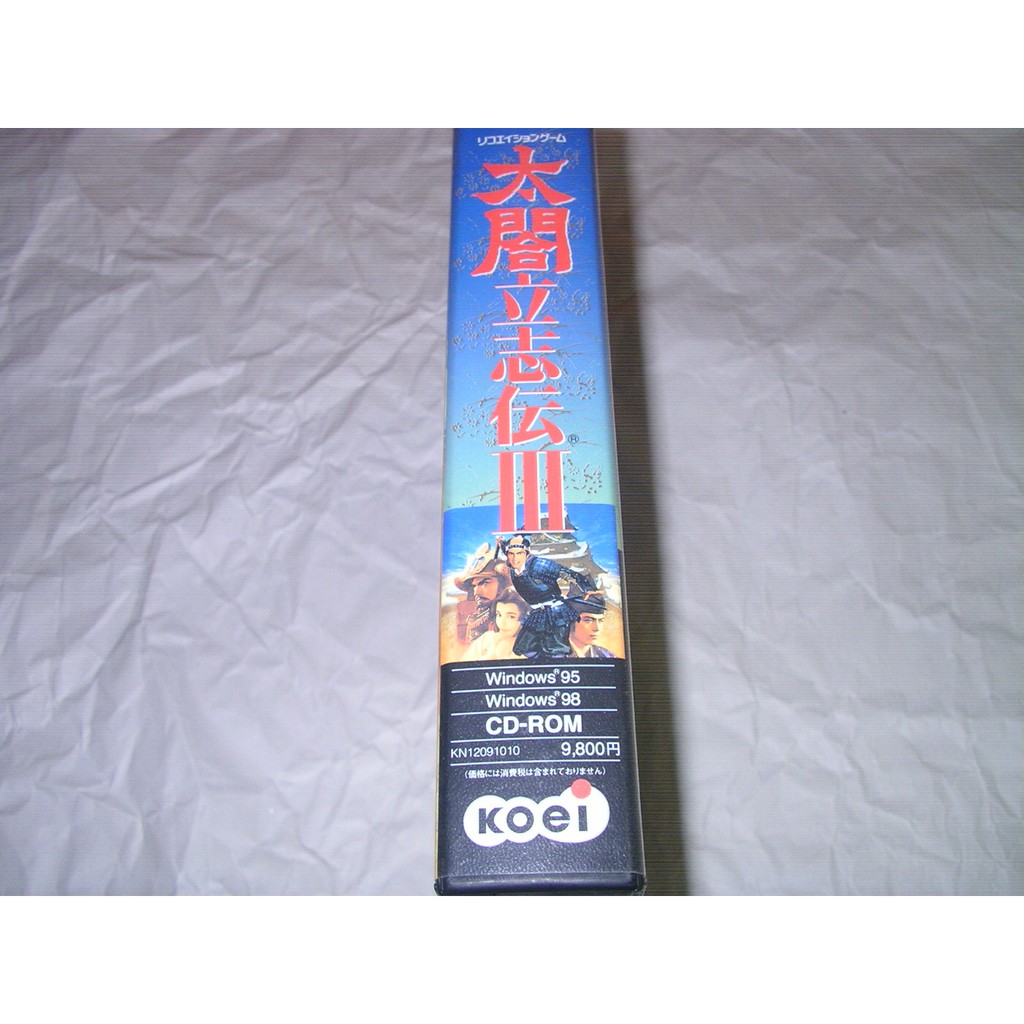 リコエイションゲーム
太閤立志伝®III
Windows®95
Windows®98
CD-ROM
KN12091010 9,800円
(価格には消費税は含まれておりません)
KOEI